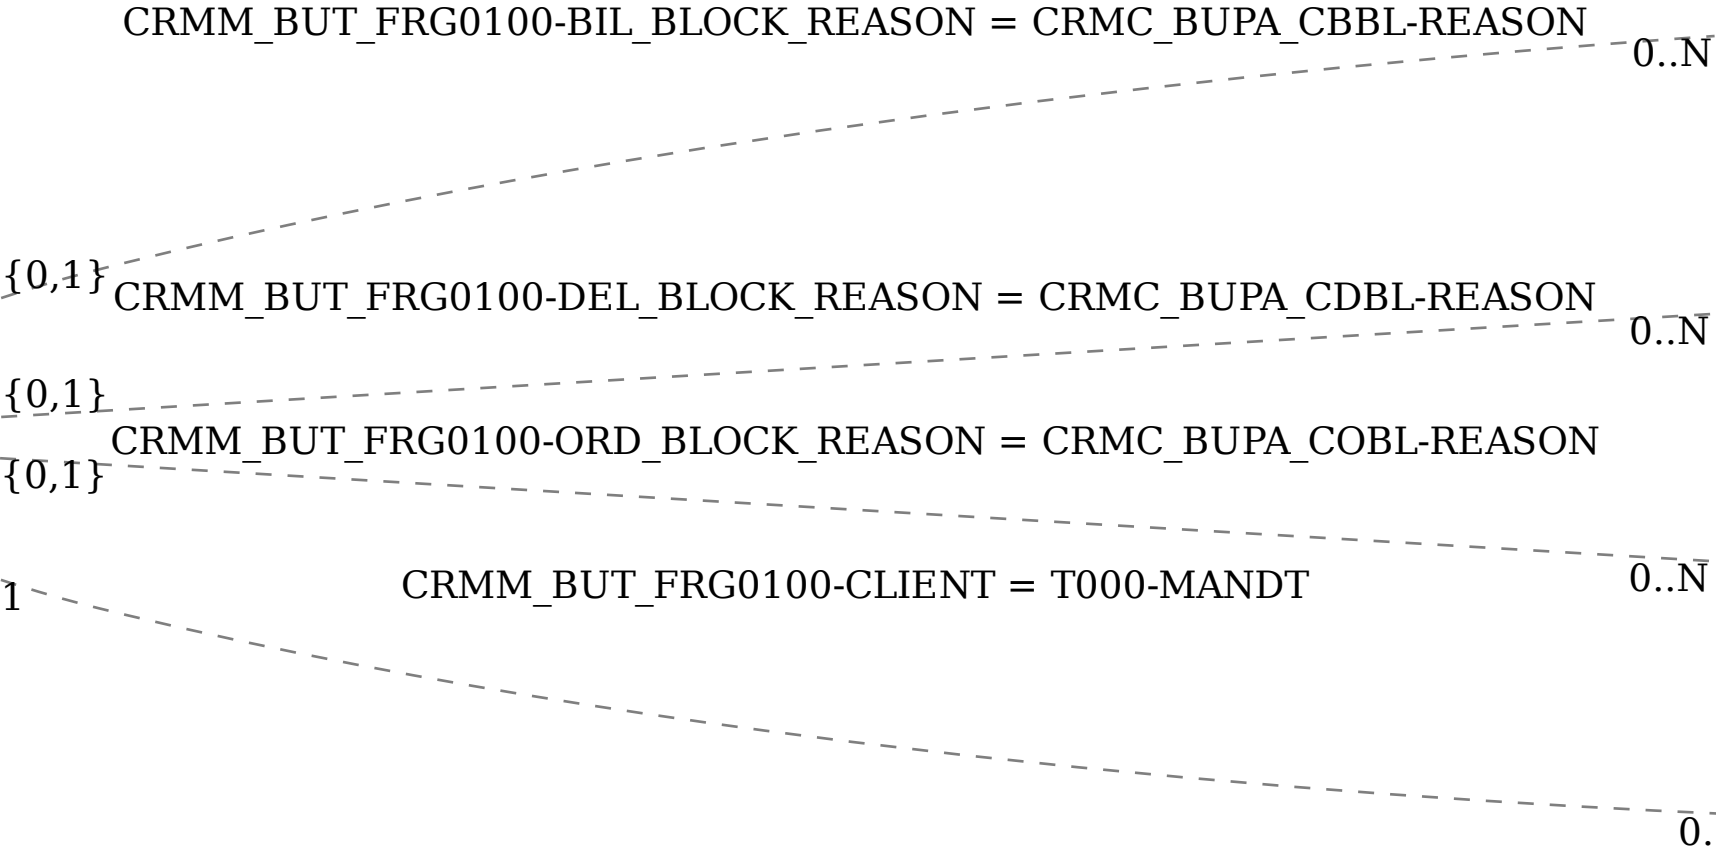 CRMM_BUT_FRG0100-BIL_BLOCK_REASON = CRMC_BUPA_CBBL-REASON
0..N
{0,1}
CRMM_BUT_FRG0100-DEL_BLOCK_REASON = CRMC_BUPA_CDBL-REASON
0..N
{0,1}
CRMM_BUT_FRG0100-ORD_BLOCK_REASON = CRMC_BUPA_COBL-REASON
{0,1}
0..N
CRMM_BUT_FRG0100-CLIENT = T000-MANDT
1
0.